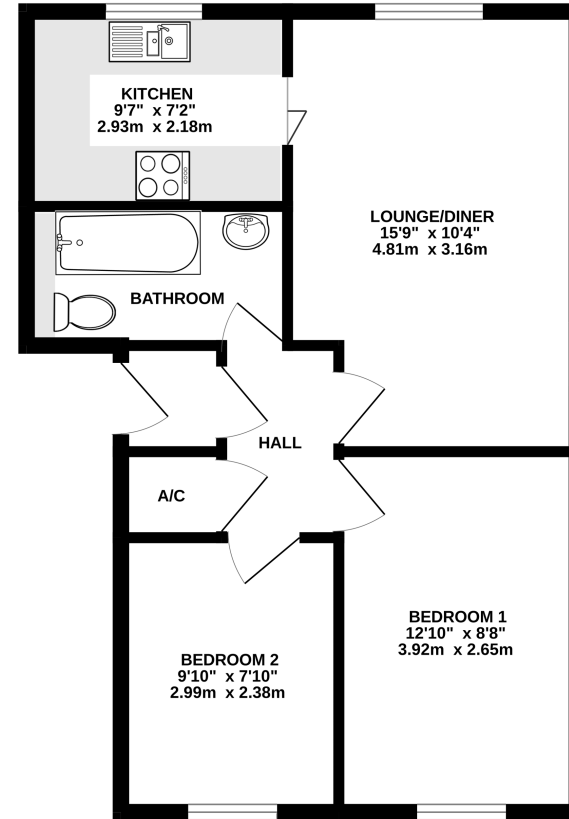 KITCHEN
9'7" x 7'2"
2.93m x 2.18m
LOUNGE/DINER
15'9" x 10'4"
4.81m x 3.16m
BATHROOM
HALL
A/C
BEDROOM 1
12'10" x 8'8"
3.92m x 2.65m
BEDROOM 2
9'10" x 7'10"
2.99m x 2.38m